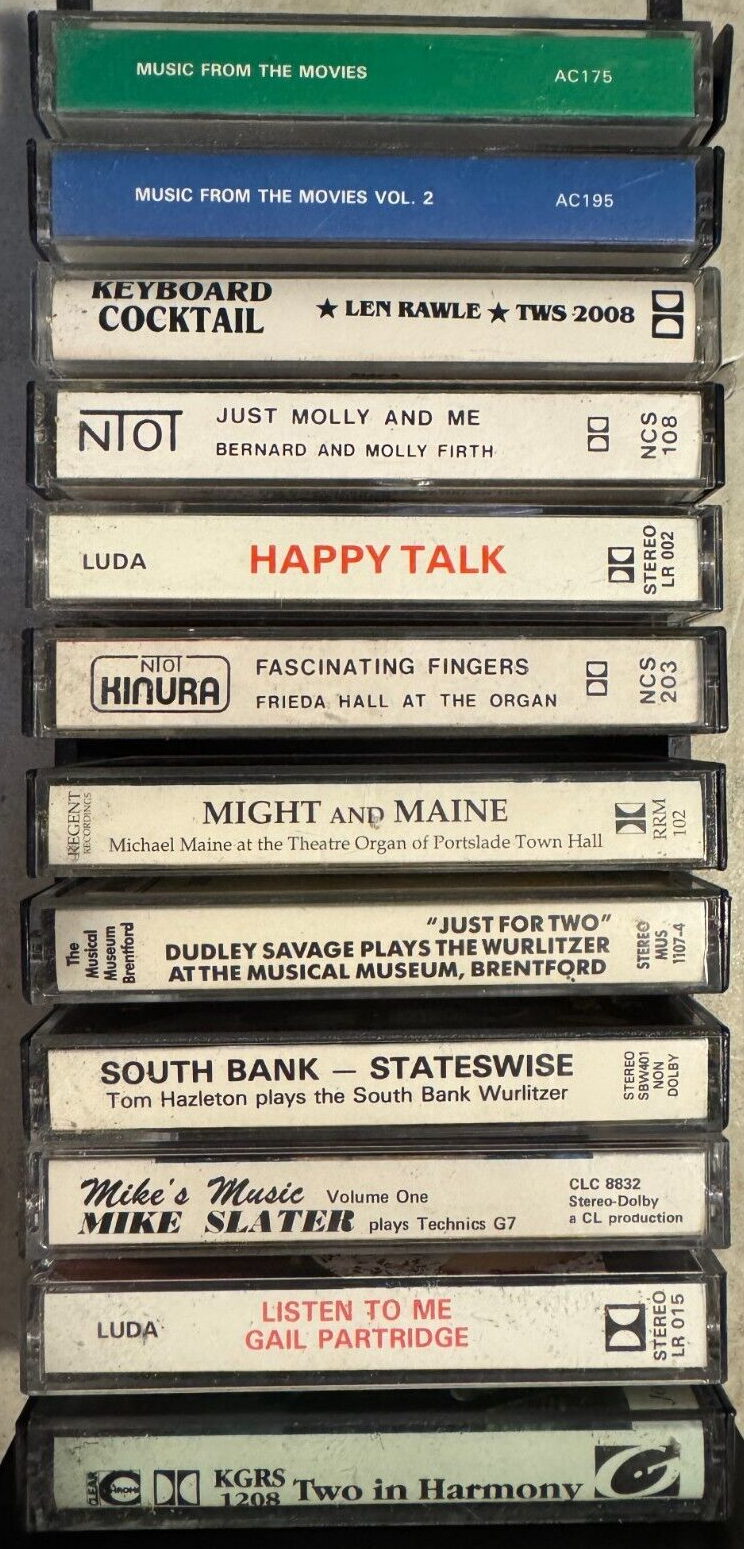 MUSIC FROM THE MOVIES AC175
MUSIC FROM THE MOVIES VOL. 2 AC195
KEYBOARD
COCKTAIL
★ LEN RAWLE ★ TWS 2008
NTOT
JUST MOLLY AND ME
BERNARD AND MOLLY FIRTH
NCS
108
LUDA
HAPPY TALK
STEREO
LR 002
NTOT
KINURA
FASCINATING FINGERS
FRIEDA HALL AT THE ORGAN
NCS
203
REGENT
RECORDINGS
MIGHT AND MAINE
Michael Maine at the Theatre Organ of Portslade Town Hall
RRM
102
The
Musical
Museum
Brentford
"JUST FOR TWO"
DUDLEY SAVAGE PLAYS THE WURLITZER
AT THE MUSICAL MUSEUM, BRENTFORD
STEREO
MUS
1107-4
SOUTH BANK — STATESWISE
Tom Hazleton plays the South Bank Wurlitzer
STEREO
SBW401
NON
DOLBY
Mike's Music Volume One
MIKE SLATER plays Technics G7
CLC 8832
Stereo-Dolby
a CL production
LUDA
LISTEN TO ME
GAIL PARTRIDGE
STEREO
LR 015
CLEAR
CHROME
KGRS
1208
Two in Harmony